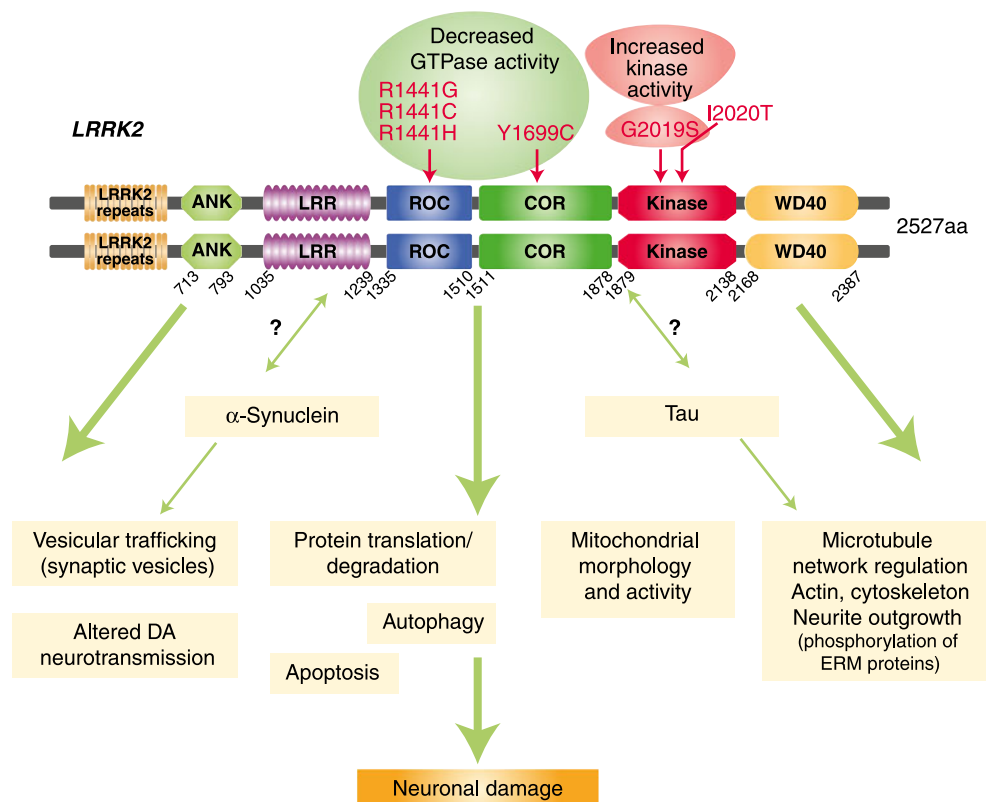 Decreased
GTPase activity
R1441G
R1441C
R1441H
Y1699C
Increased
kinase
activity
G2019S
I2020T
LRRK2
LRRK2
repeats
ANK
LRR
ROC
COR
Kinase
WD40
LRRK2
repeats
ANK
LRR
ROC
COR
Kinase
WD40
2527aa
713
793
1035
1239
1335
1510
1511
1878
1879
2138
2168
2387
?
?
α-Synuclein
Tau
Vesicular trafficking
(synaptic vesicles)
Altered DA
neurotransmission
Protein translation/
degradation
Autophagy
Apoptosis
Mitochondrial
morphology
and activity
Microtubule
network regulation
Actin, cytoskeleton
Neurite outgrowth
(phosphorylation of
ERM proteins)
Neuronal damage